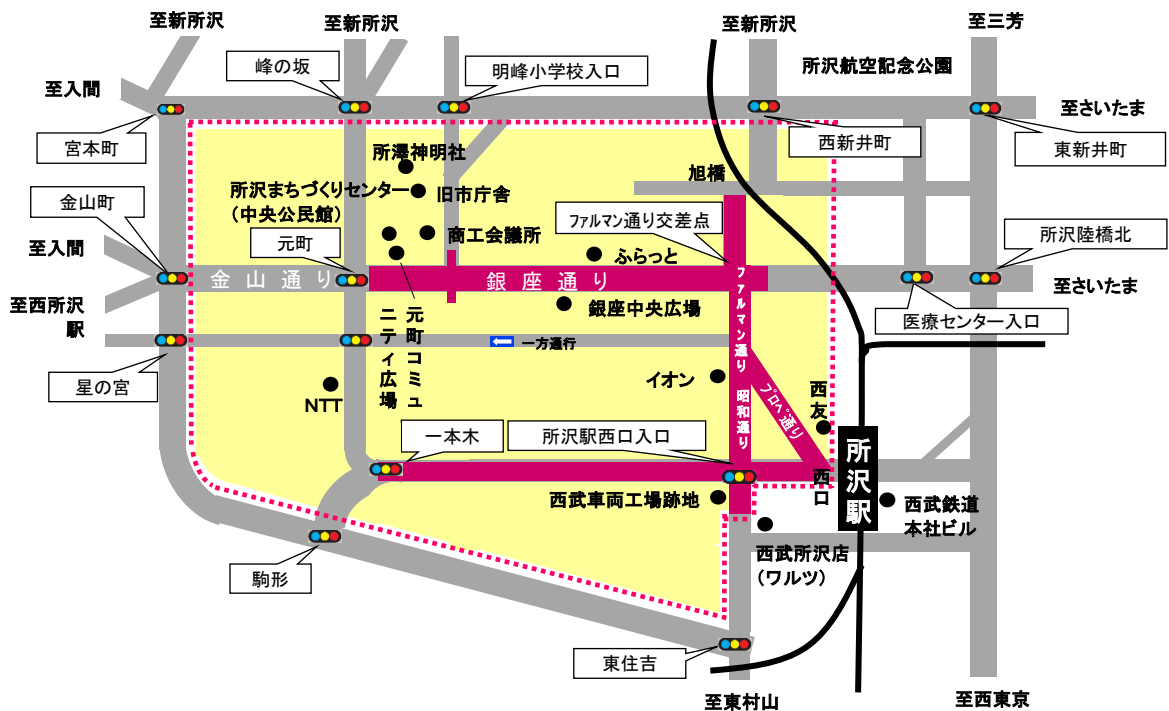 至新所沢
至新所沢
至新所沢
至三芳
峰の坂
明峰小学校入口
所沢航空記念公園
至入間
至さいたま
宮本町
西新井町
東新井町
所澤神明社
旭橋
所沢まちづくりセンター
(中央公民館)
旧市庁舎
金山町
ファルマン通り交差点
所沢陸橋北
商工会議所
元町
至入間
ふらっと
金山通り
銀座通り
ファルマン通り
至さいたま
至西所沢
駅
銀座中央広場
医療センター入口
元町コミュ
ニティ広場
一方通行
星の宮
イオン
昭和通り
プロペ通り
西友
NTT
一本木
所沢駅西口入口
所沢駅
西口
西武車両工場跡地
西武鉄道
本社ビル
西武所沢店
(ワルツ)
駒形
東住吉
至東村山
至西東京